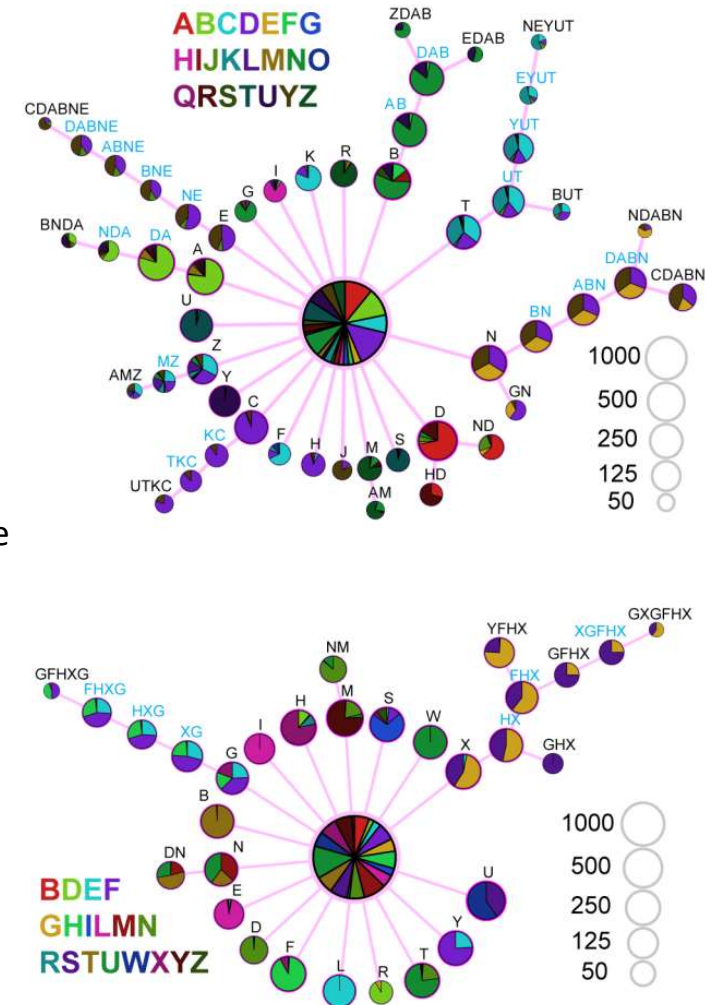 ABCDEFG
HIJKLMNO
QRSTUYZ
ZDAB
EDAB
NEYUT
DAB
EYUT
AB
YUT
CDABNE
DABNE
ABNE
BNE
NE
E
G
I
K
R
B
T
UT
BUT
BNDA
NDA
DA
A
NDABN
DABN
CDABN
ABN
BN
N
GN
U
Z
MZ
AMZ
Y
C
KC
TKC
UTKC
F
H
J
M
S
AM
D
ND
HD
1000
500
250
125
50
e
GXGFHX
XGFHX
GFHX
YFHX
FHX
HX
GHX
X
NM
M
S
W
H
I
GFHXG
FHXG
HXG
XG
G
B
DN
N
E
D
F
L
R
T
Y
U
BDEF
GHILMN
RSTUWXYZ
1000
500
250
125
50